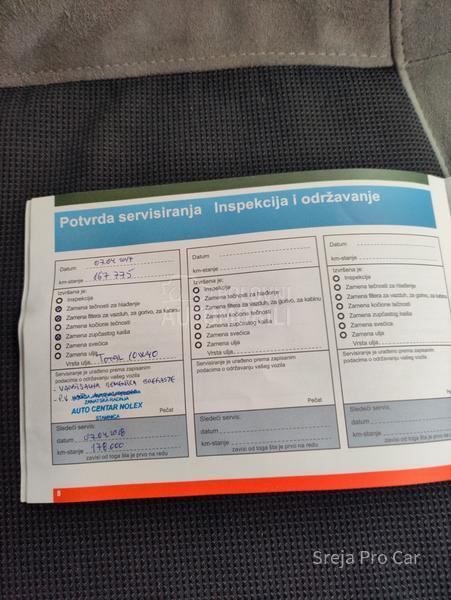 Potvrda servisiranja Inspekcija i održavanje
Datum 07.04 2017
km-stanje 167 775
Izvršena je:
Inspekcija
Zamena tečnosti za hlađenje
Zamena filtera za vazduh, za gorivo, za kabinu
Zamena kočione tečnosti
Zamena zupčastog kaiša
Zamena svećica
Zamena ulja
Vrsta ulja TOTAL 10W40
Servisiranje je urađeno prema zapisanim
podacima o održavanju vašeg vozila
ZANATSKA RADNJA
AUTO CENTAR NOLEX
Pečat
Sledeći servis:
datum 07.04.2018
km-stanje 178.000
zavisi od toga šta je prvo na redu
Datum
km-stanje
Izvršena je:
Inspekcija
Zamena tečnosti za hlađenje
Zamena filtera za vazduh, za gorivo, za kabinu
Zamena kočione tečnosti
Zamena zupčastog kaiša
Zamena svećica
Zamena ulja
Vrsta ulja
Servisiranje je urađeno prema zapisanim
podacima o održavanju vašeg vozila
Pečat
Sledeći servis:
datum
km-stanje
zavisi od toga šta je prvo na redu
Datum
km-stanje
Izvršena je:
Inspekcija
Zamena tečnosti za hlađenje
Zamena filtera za vazduh, za gorivo, za kabinu
Zamena kočione tečnosti
Zamena zupčastog kaiša
Zamena svećica
Zamena ulja
Vrsta ulja
Servisiranje je urađeno prema zapisanim
podacima o održavanju vašeg vozila
Sledeći servis:
datum
km-stanje
zavisi od toga šta je prvo na redu
8
Sreja Pro Car